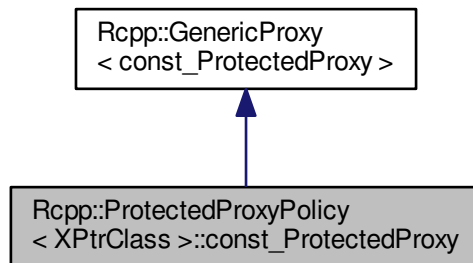 Rcpp::GenericProxy
< const_ProtectedProxy >
Rcpp::ProtectedProxyPolicy
< XPtrClass >::const_ProtectedProxy